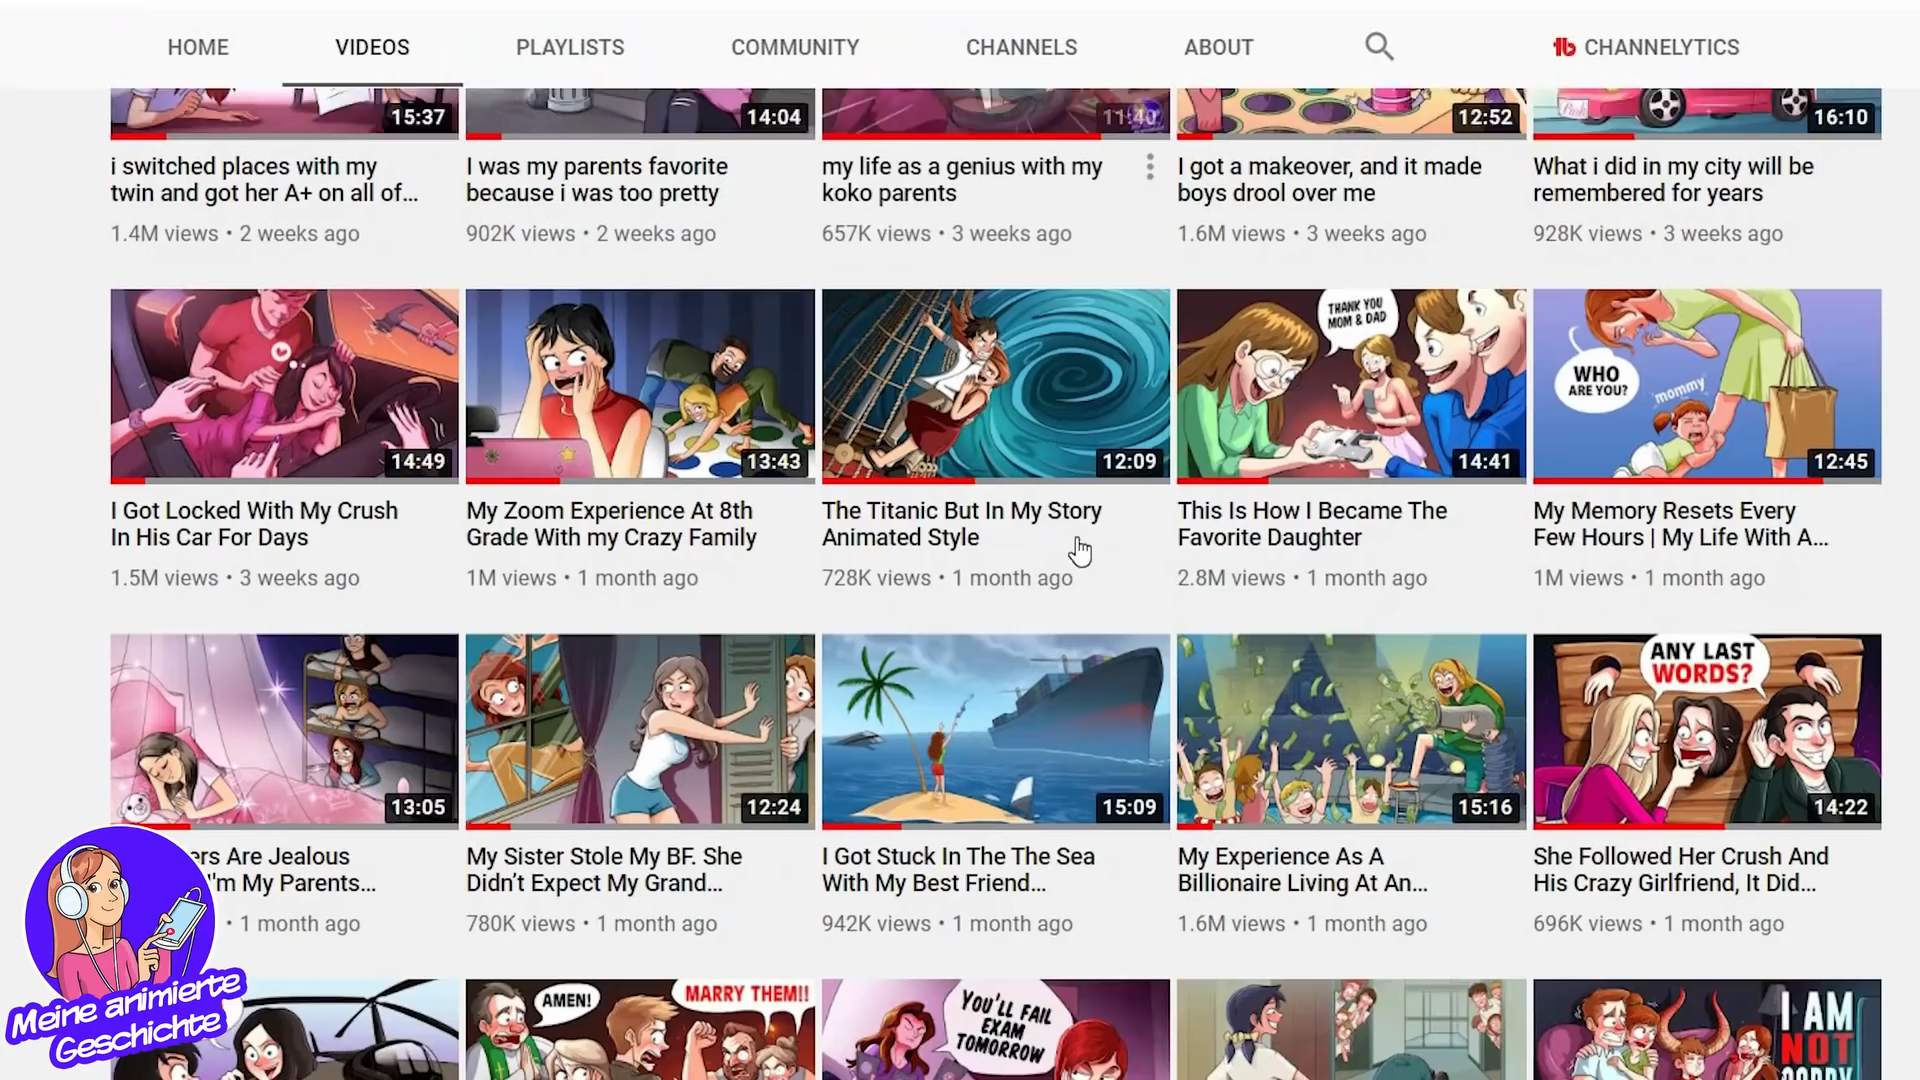 HOME VIDEOS PLAYLISTS COMMUNITY CHANNELS ABOUT CHANNELYTICS
15:37
14:04
11:40
12:52
16:10
i switched places with my
twin and got her A+ on all of...
1.4M views • 2 weeks ago
I was my parents favorite
because i was too pretty
902K views • 2 weeks ago
my life as a genius with my
koko parents
657K views • 3 weeks ago
I got a makeover, and it made
boys drool over me
1.6M views • 3 weeks ago
What i did in my city will be
remembered for years
928K views • 3 weeks ago
14:49
13:43
12:09
THANK YOU
MOM & DAD
14:41
WHO
ARE YOU?
mommy
12:45
I Got Locked With My Crush
In His Car For Days
1.5M views • 3 weeks ago
My Zoom Experience At 8th
Grade With my Crazy Family
1M views • 1 month ago
The Titanic But In My Story
Animated Style
728K views • 1 month ago
This Is How I Became The
Favorite Daughter
2.8M views • 1 month ago
My Memory Resets Every
Few Hours | My Life With A...
1M views • 1 month ago
13:05
12:24
15:09
15:16
ANY LAST
WORDS?
14:22
ers Are Jealous
I'm My Parents...
• 1 month ago
My Sister Stole My BF. She
Didn't Expect My Grand...
780K views • 1 month ago
I Got Stuck In The The Sea
With My Best Friend...
942K views • 1 month ago
My Experience As A
Billionaire Living At An...
1.6M views • 1 month ago
She Followed Her Crush And
His Crazy Girlfriend, It Did...
696K views • 1 month ago
Meine animierte
Geschichte
AMEN!
MARRY THEM!!
YOU'LL FAIL
EXAM
TOMORROW
I AM
NOT
SORRY